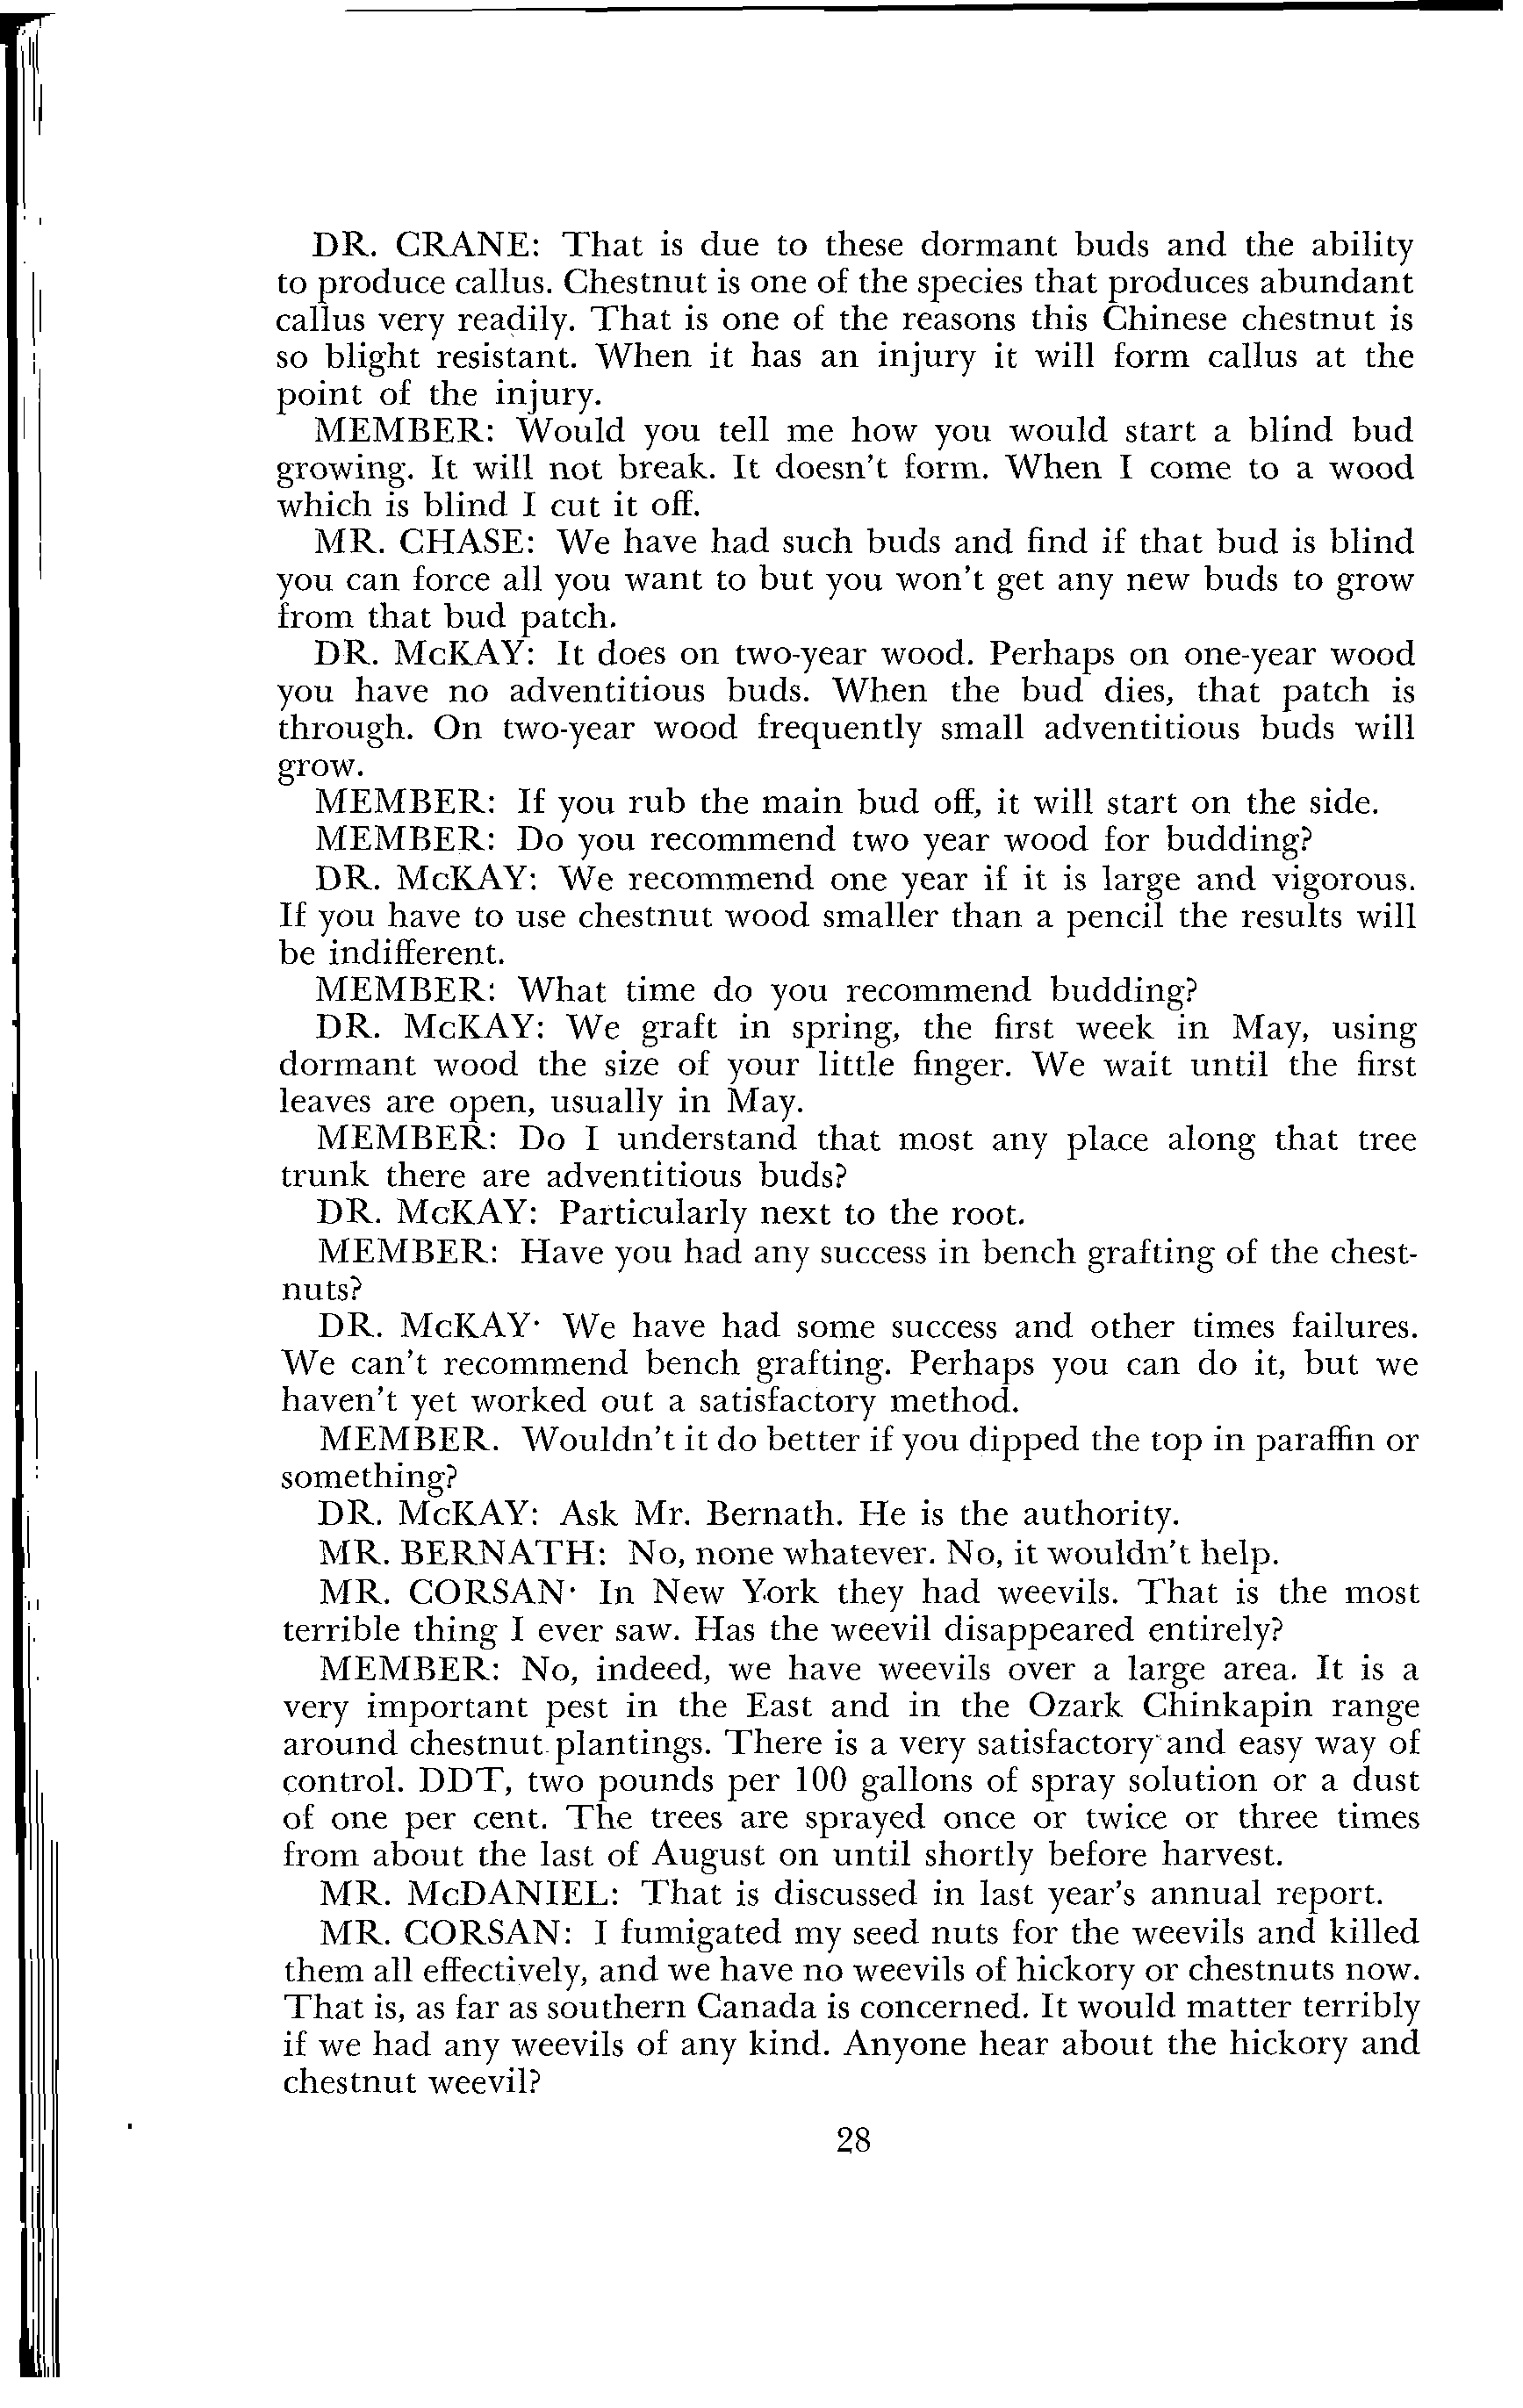 DR. CRANE: That is due to these dormant buds and the ability
to produce callus. Chestnut is one of the species that produces abundant
callus very readily. That is one of the reasons this Chinese chestnut is
so blight resistant. When it has an injury it will form callus at the
point of the injury.
MEMBER: Would you tell me how you would start a blind bud
growing. It will not break. It doesn't form. When I come to a wood
which is blind I cut it off.
MR. CHASE: We have had such buds and find if that bud is blind
you can force all you want to but you won't get any new buds to grow
from that bud patch.
DR. McKAY: It does on two-year wood. Perhaps on one-year wood
you have no adventitious buds. When the bud dies, that patch is
through. On two-year wood frequently small adventitious buds will
grow.
MEMBER: If you rub the main bud off, it will start on the side.
MEMBER: Do you recommend two year wood for budding?
DR. McKAY: We recommend one year if it is large and vigorous.
If you have to use chestnut wood smaller than a pencil the results will
be indifferent.
MEMBER: What time do you recommend budding?
DR. McKAY: We graft in spring, the first week in May, using
dormant wood the size of your little finger. We wait until the first
leaves are open, usually in May.
MEMBER: Do I understand that most any place along that tree
trunk there are adventitious buds?
DR. McKAY: Particularly next to the root.
MEMBER: Have you had any success in bench grafting of the chest-
nuts?
DR. McKAY· We have had some success and other times failures.
We can't recommend bench grafting. Perhaps you can do it, but we
haven't yet worked out a satisfactory method.
MEMBER. Wouldn't it do better if you dipped the top in paraffin or
something?
DR. McKAY: Ask Mr. Bernath. He is the authority.
MR. BERNATH: No, none whatever. No, it wouldn't help.
MR. CORSAN· In New York they had weevils. That is the most
terrible thing I ever saw. Has the weevil disappeared entirely?
MEMBER: No, indeed, we have weevils over a large area. It is a
very important pest in the East and in the Ozark Chinkapin range
around chestnut plantings. There is a very satisfactory and easy way of
control. DDT, two pounds per 100 gallons of spray solution or a dust
of one per cent. The trees are sprayed once or twice or three times
from about the last of August on until shortly before harvest.
MR. McDANIEL: That is discussed in last year's annual report.
MR. CORSAN: I fumigated my seed nuts for the weevils and killed
them all effectively, and we have no weevils of hickory or chestnuts now.
That is, as far as southern Canada is concerned. It would matter terribly
if we had any weevils of any kind. Anyone hear about the hickory and
chestnut weevil?
28